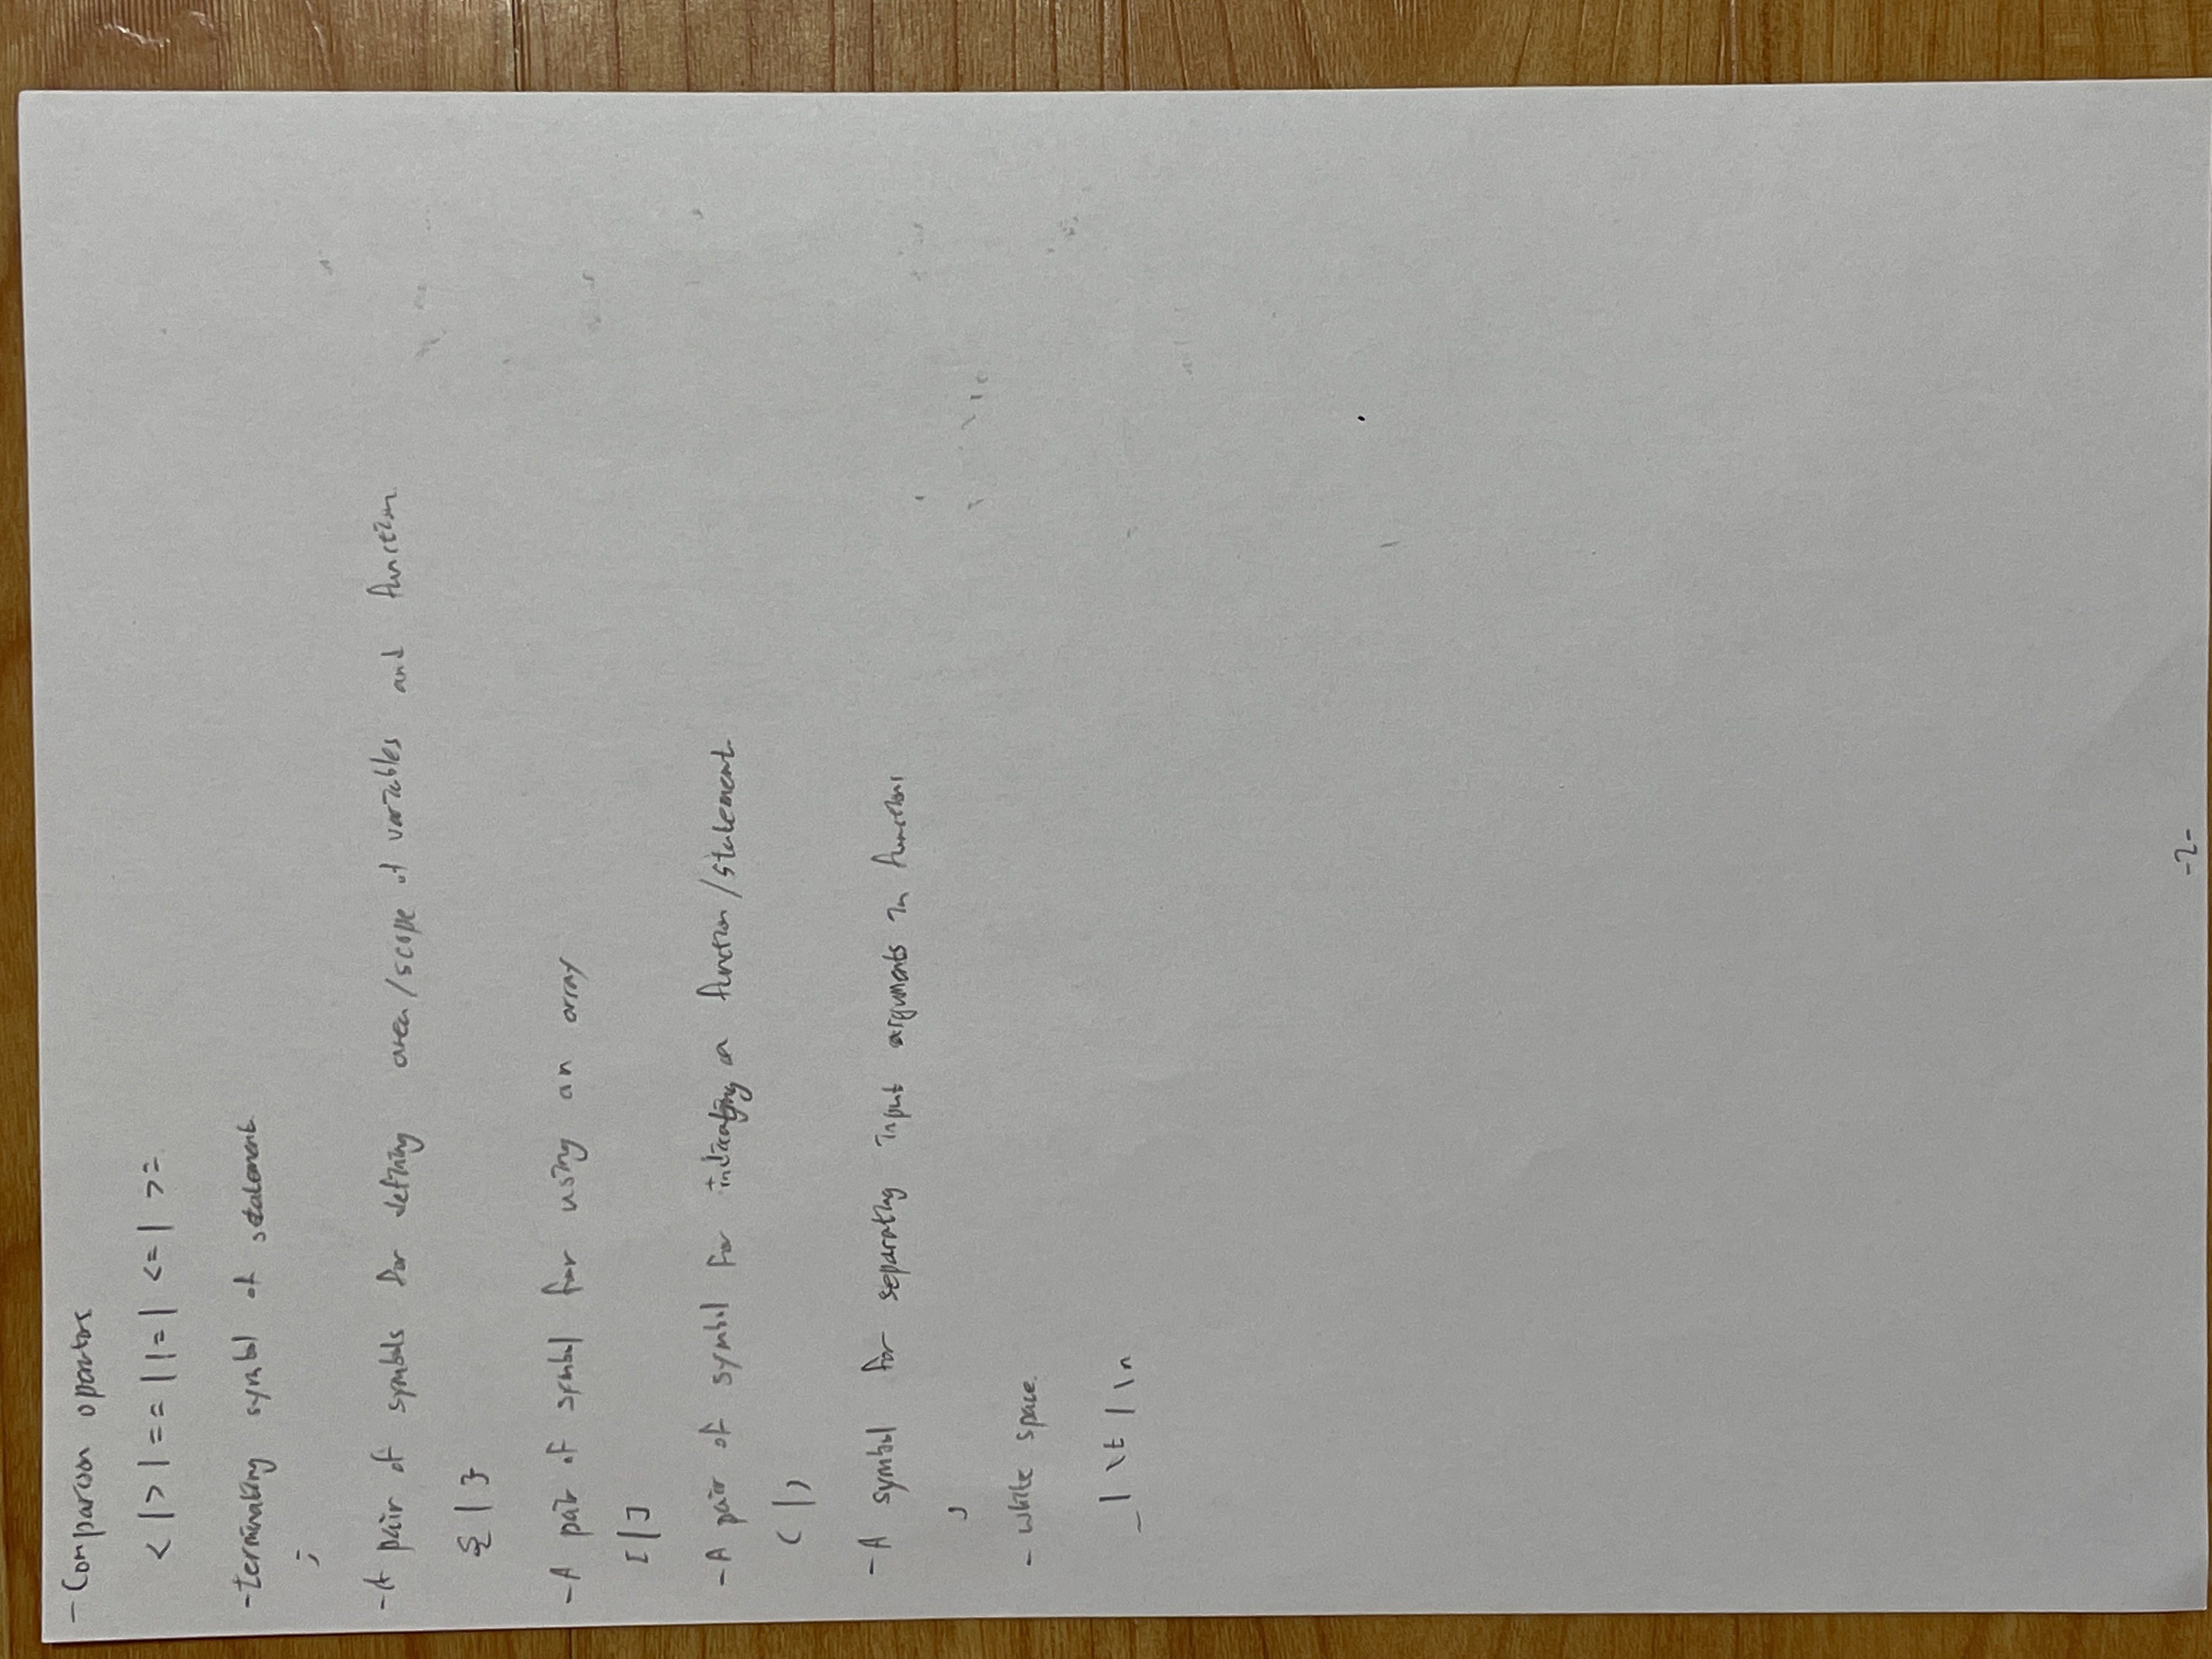 - Comparison operators
< | > | == | != | <= | >=
- terminating symbol of statement
;
- A pair of symbols for defining area/scope of variables and function
{ | }
- A pair of symbol for using an array
[ | ]
- A pair of symbol for indicating a function/statement
( | )
- A symbol for separating input arguments in functions
,
- white space.
_ | \t | \n
-2-